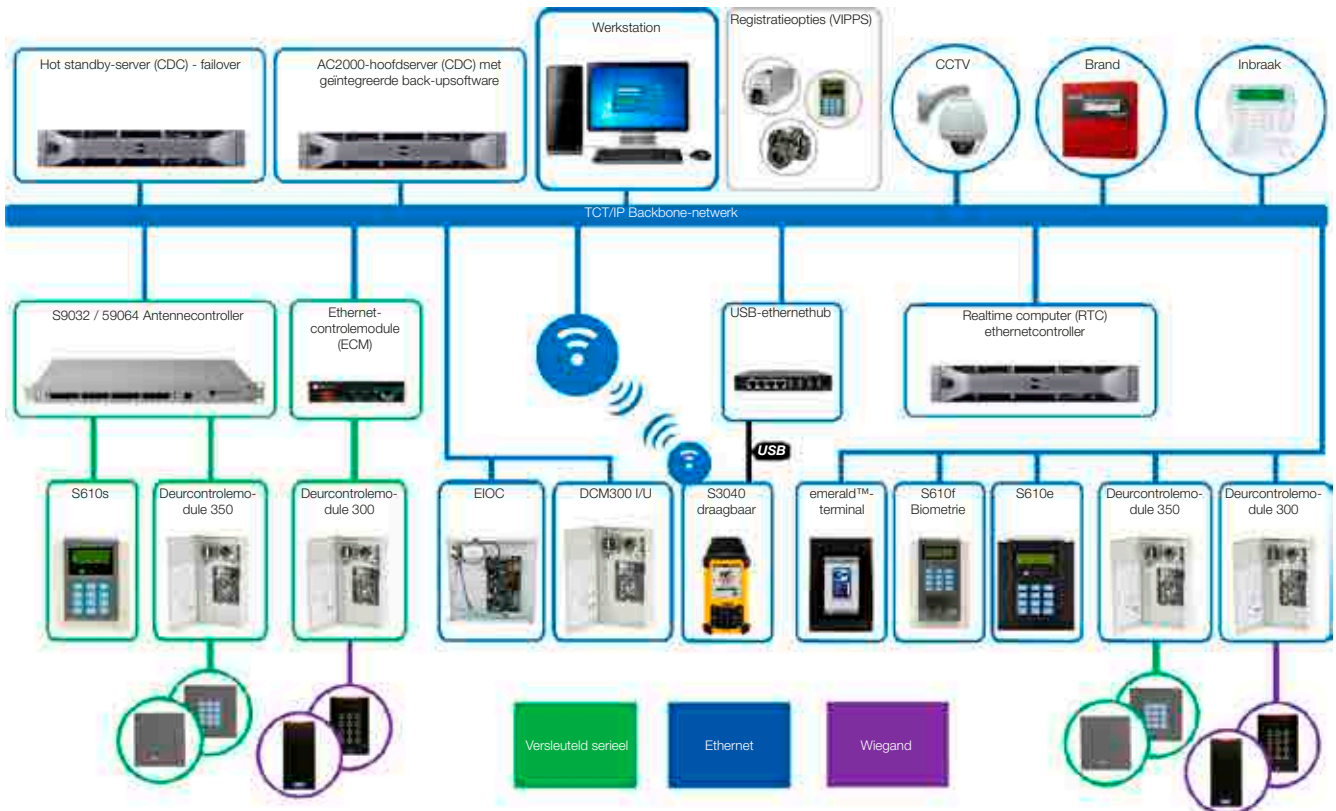 Werkstation
Registratieopties (VIPPS)
Hot standby-server (CDC) - failover
AC2000-hoofdserver (CDC) met
geïntegreerde back-upsoftware
CCTV
Brand
Inbraak
TCT/IP Backbone-netwerk
S9032 / 59064 Antennecontroller
Ethernet-
controlemodule
(ECM)
USB-ethernethub
Realtime computer (RTC)
ethernetcontroller
USB
S610s
Deurcontrolemo-
dule 350
Deurcontrolemo-
dule 300
EIOC
DCM300 I/U
S3040
draagbaar
emerald™-
terminal
S610f
Biometrie
S610e
Deurcontrolemo-
dule 350
Deurcontrolemo-
dule 300
Versleuteld serieel
Ethernet
Wiegand